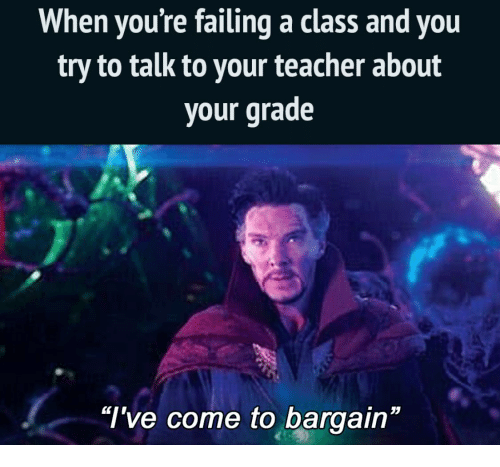 When you're failing a class and you
try to talk to your teacher about
your grade
"I've come to bargain"